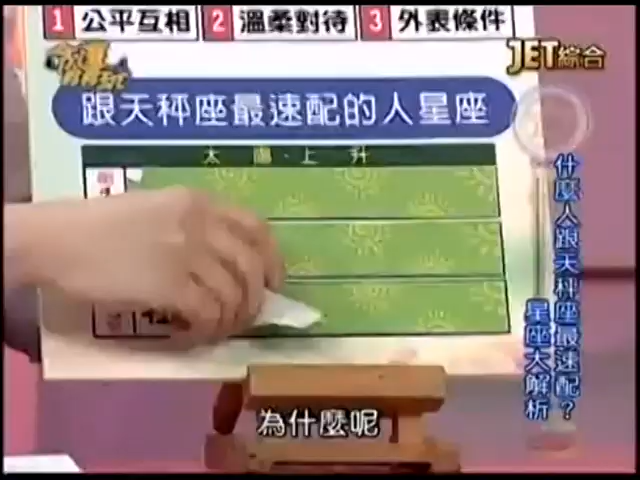 1 公平互相 2 溫柔對待 3 外表條件
JET綜合
跟天秤座最速配的人星座
太陽·上升
什麼人跟天秤座最速配?
星座大解析
為什麼呢